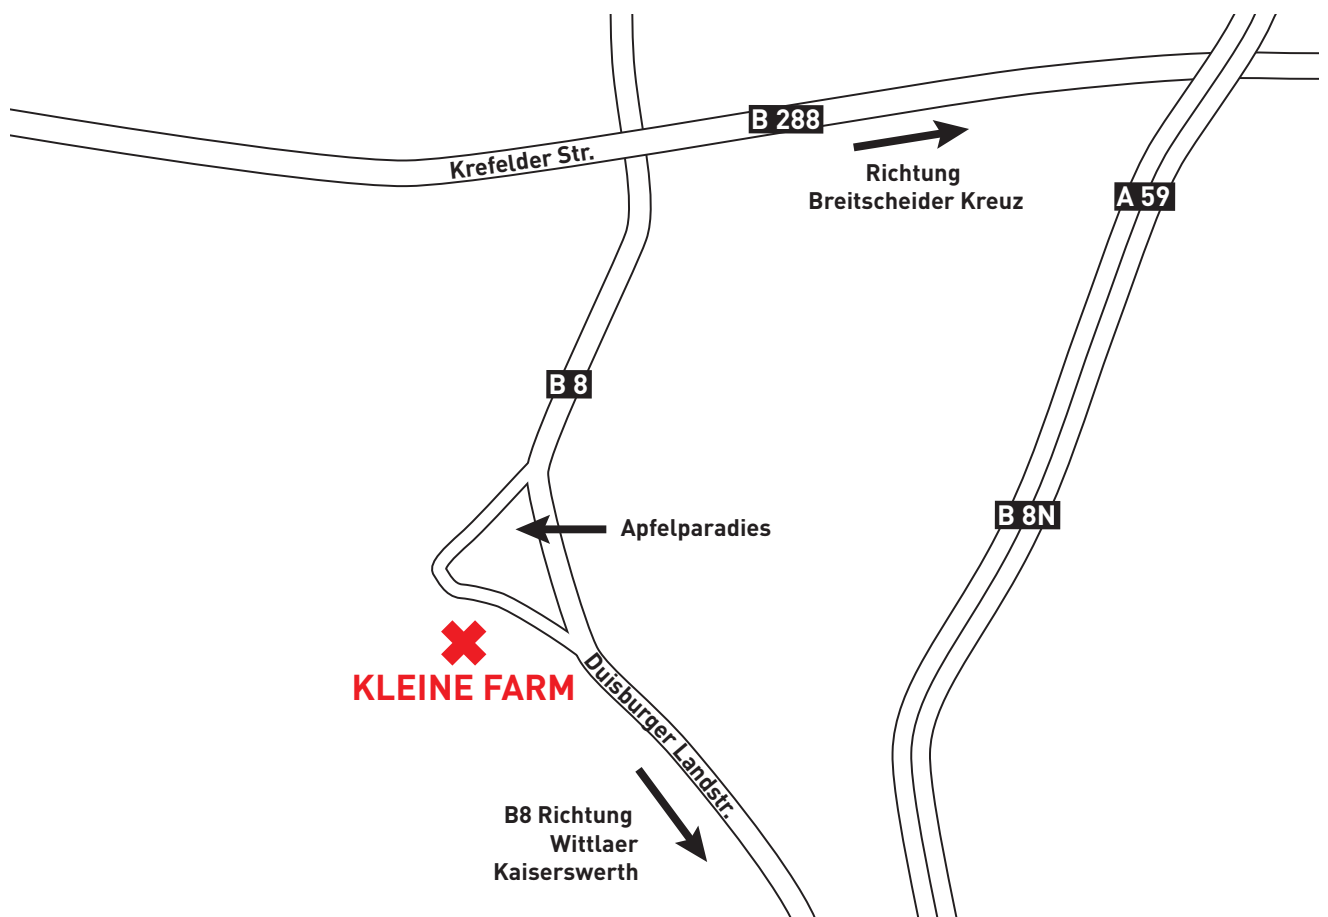 B 288
Krefelder Str.
Richtung
Breitscheider Kreuz
A 59
B 8
B 8N
Apfelparadies
KLEINE FARM
Duisburger Landstr.
B8 Richtung
Wittlaer
Kaiserswerth